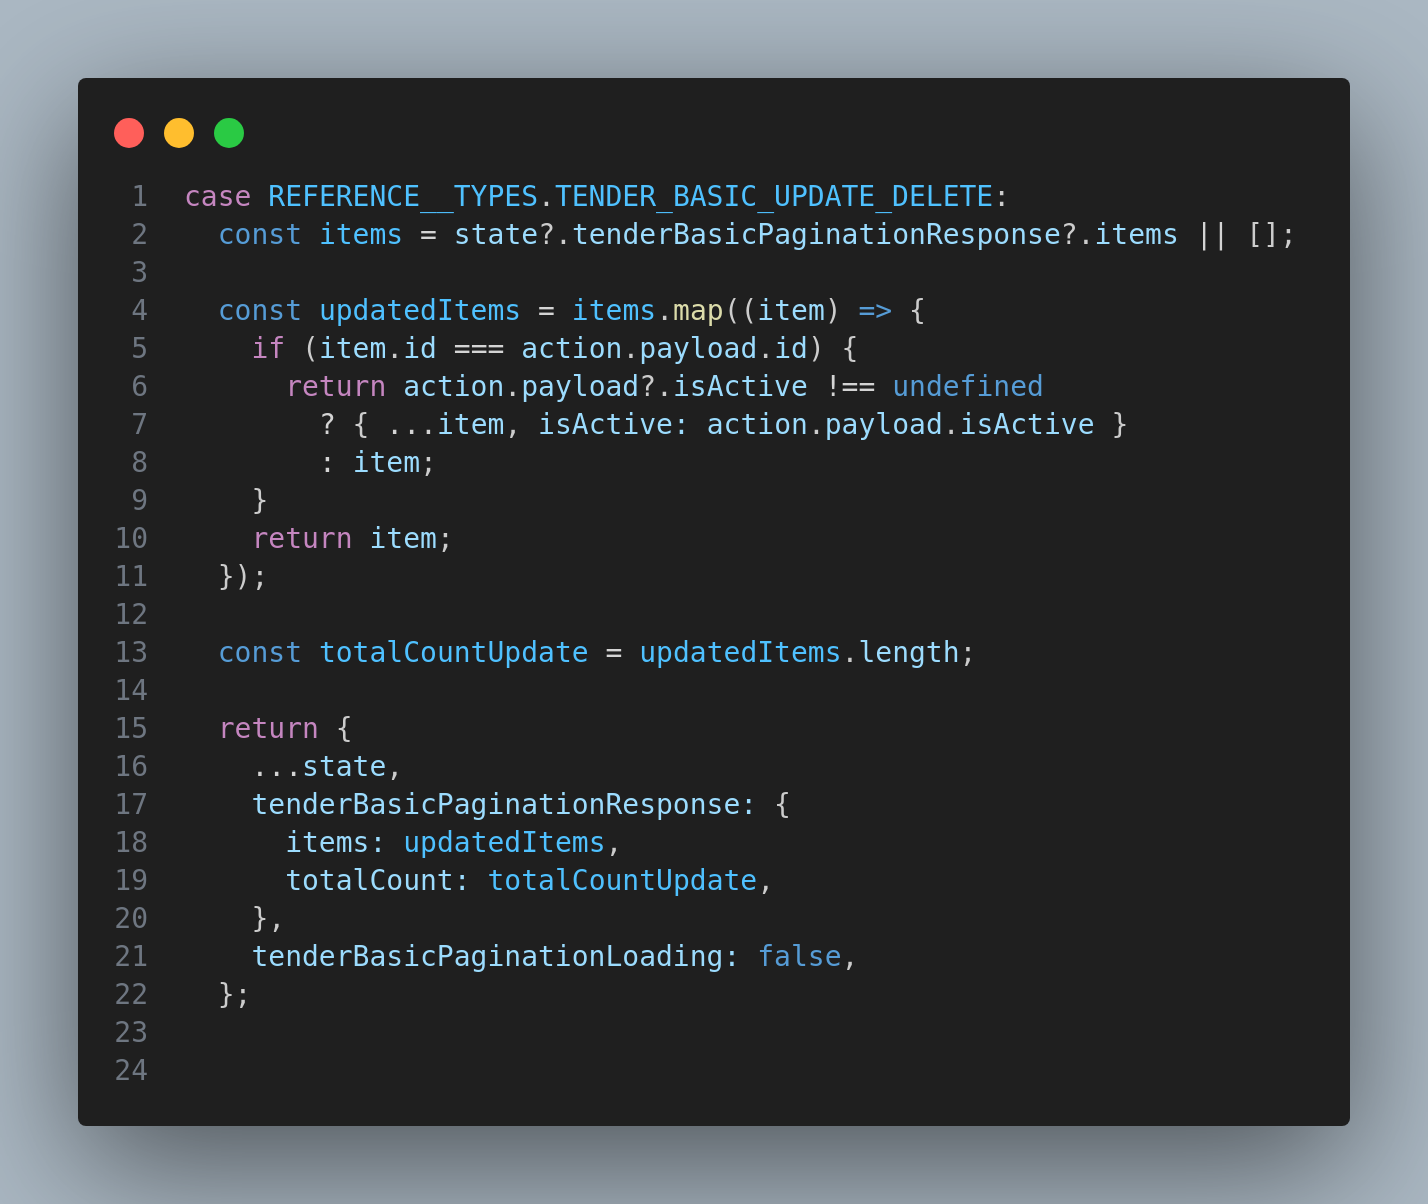 1 case REFERENCE__TYPES.TENDER_BASIC_UPDATE_DELETE:
2   const items = state?.tenderBasicPaginationResponse?.items || [];
3
4   const updatedItems = items.map((item) => {
5     if (item.id === action.payload.id) {
6       return action.payload?.isActive !== undefined
7         ? { ...item, isActive: action.payload.isActive }
8         : item;
9     }
10     return item;
11   });
12
13   const totalCountUpdate = updatedItems.length;
14
15   return {
16     ...state,
17     tenderBasicPaginationResponse: {
18       items: updatedItems,
19       totalCount: totalCountUpdate,
20     },
21     tenderBasicPaginationLoading: false,
22   };
23
24